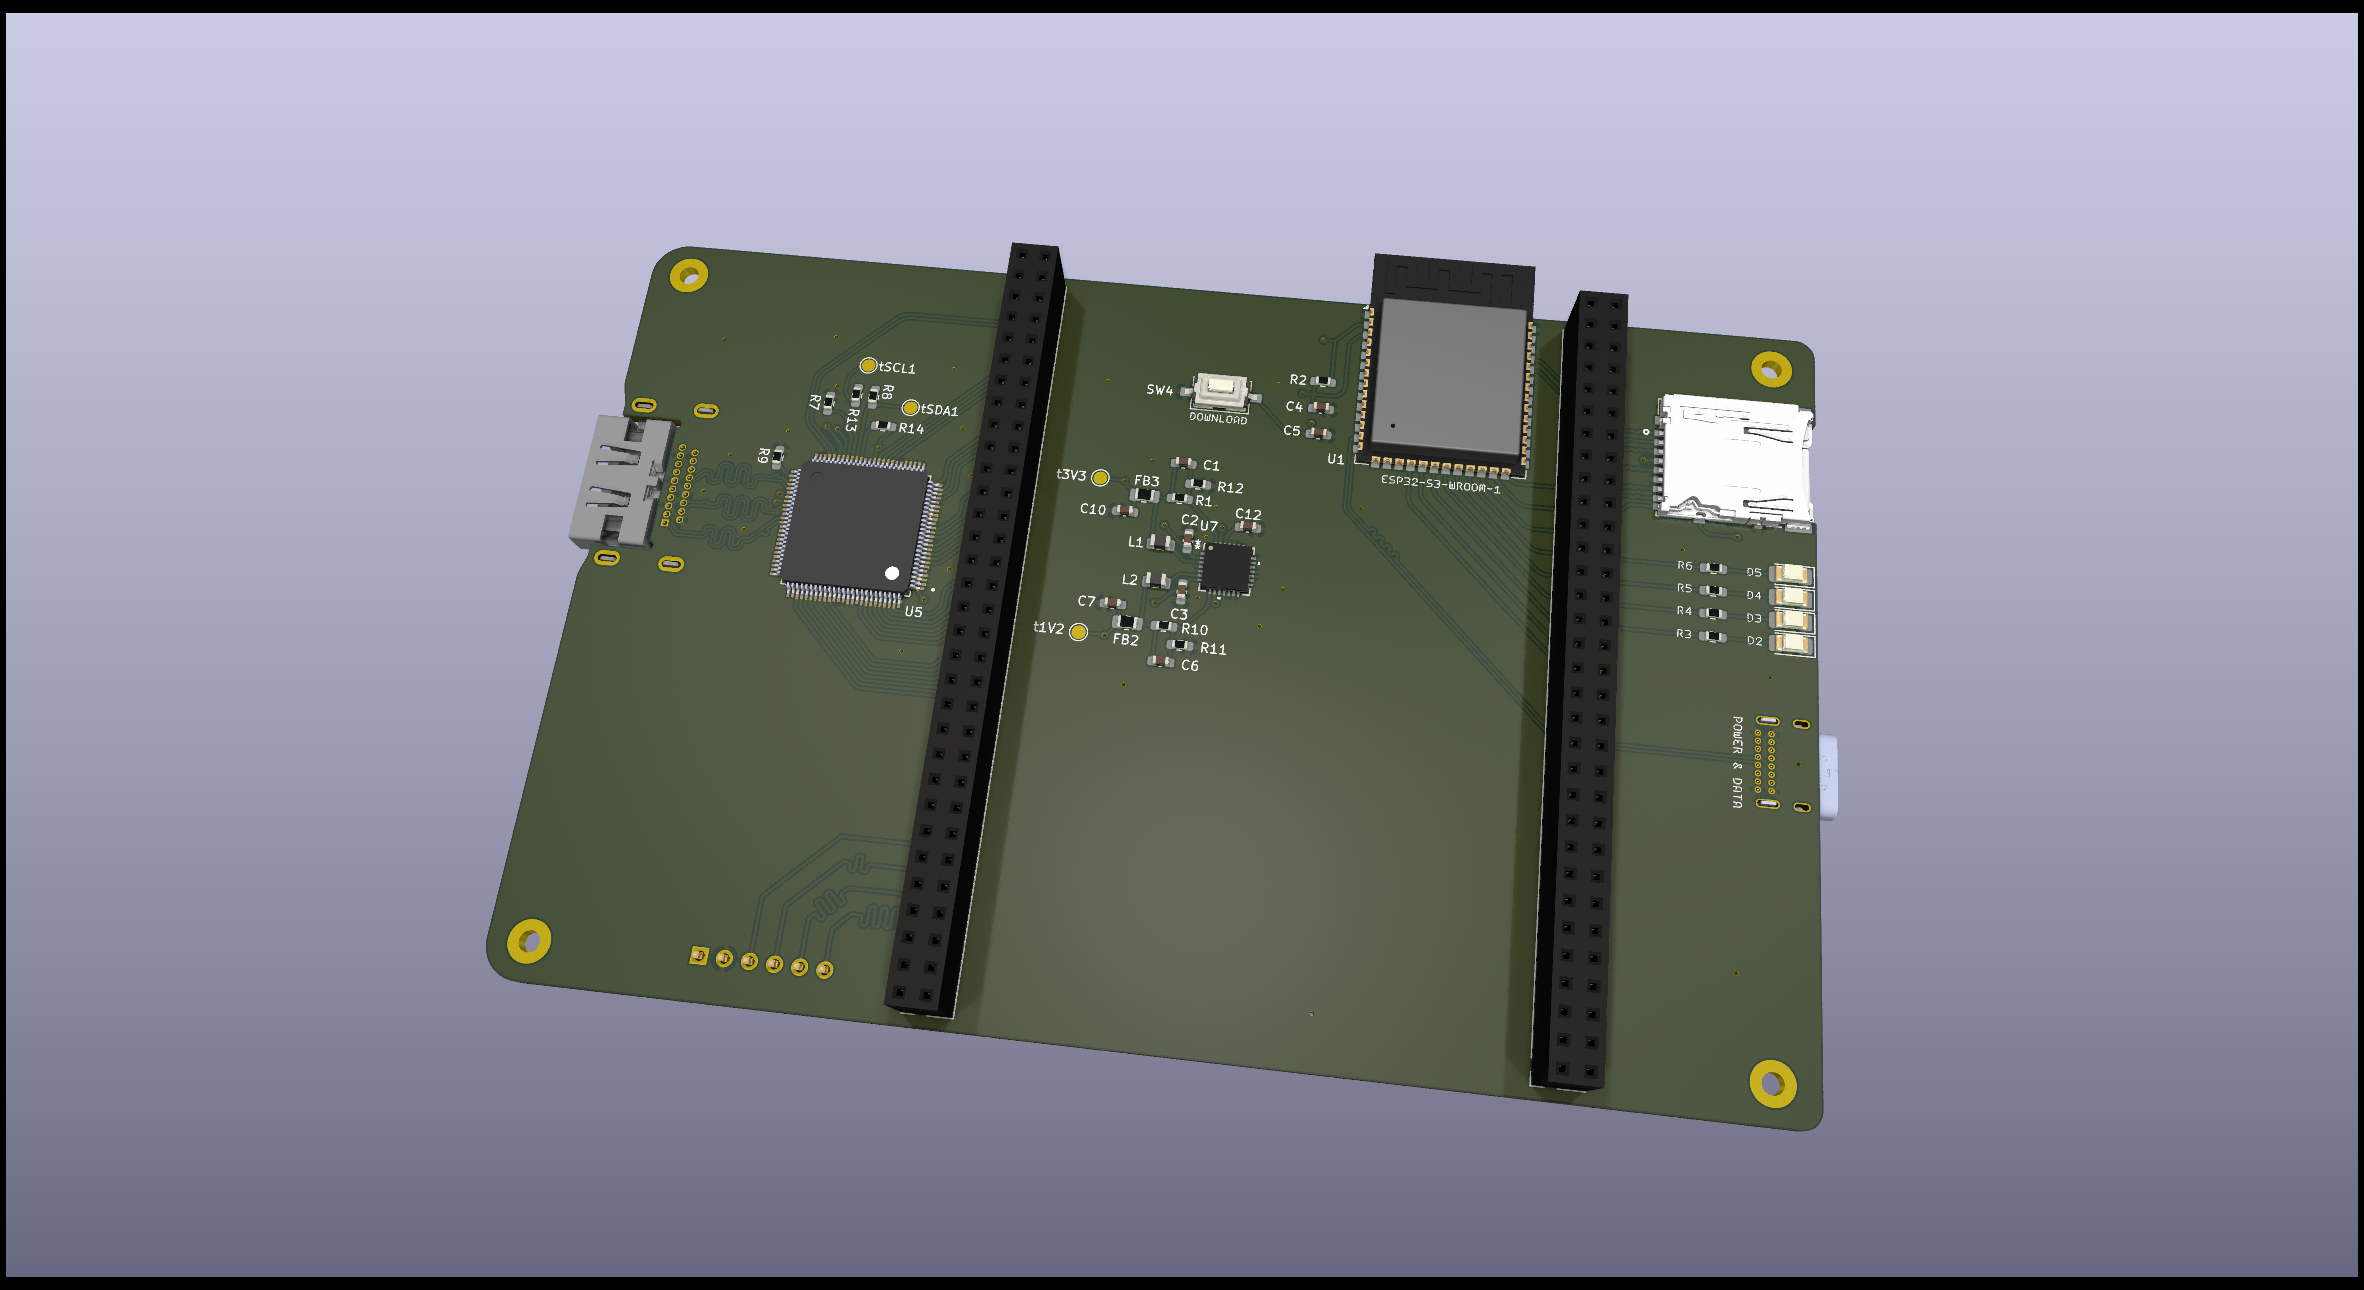 tSCL1
R7
R13
R8
tSDA1
R14
R9
U5
SW4
DOWNLOAD
R2
C4
C5
U1
ESP32-S3-WROOM-1
t3V3
FB3
C1
R12
R1
C10
C2
U7
C12
L1
*
L2
C7
C3
t1V2
FB2
R10
R11
C6
R6
D5
R5
D4
R4
D3
R3
D2
POWER & DATA